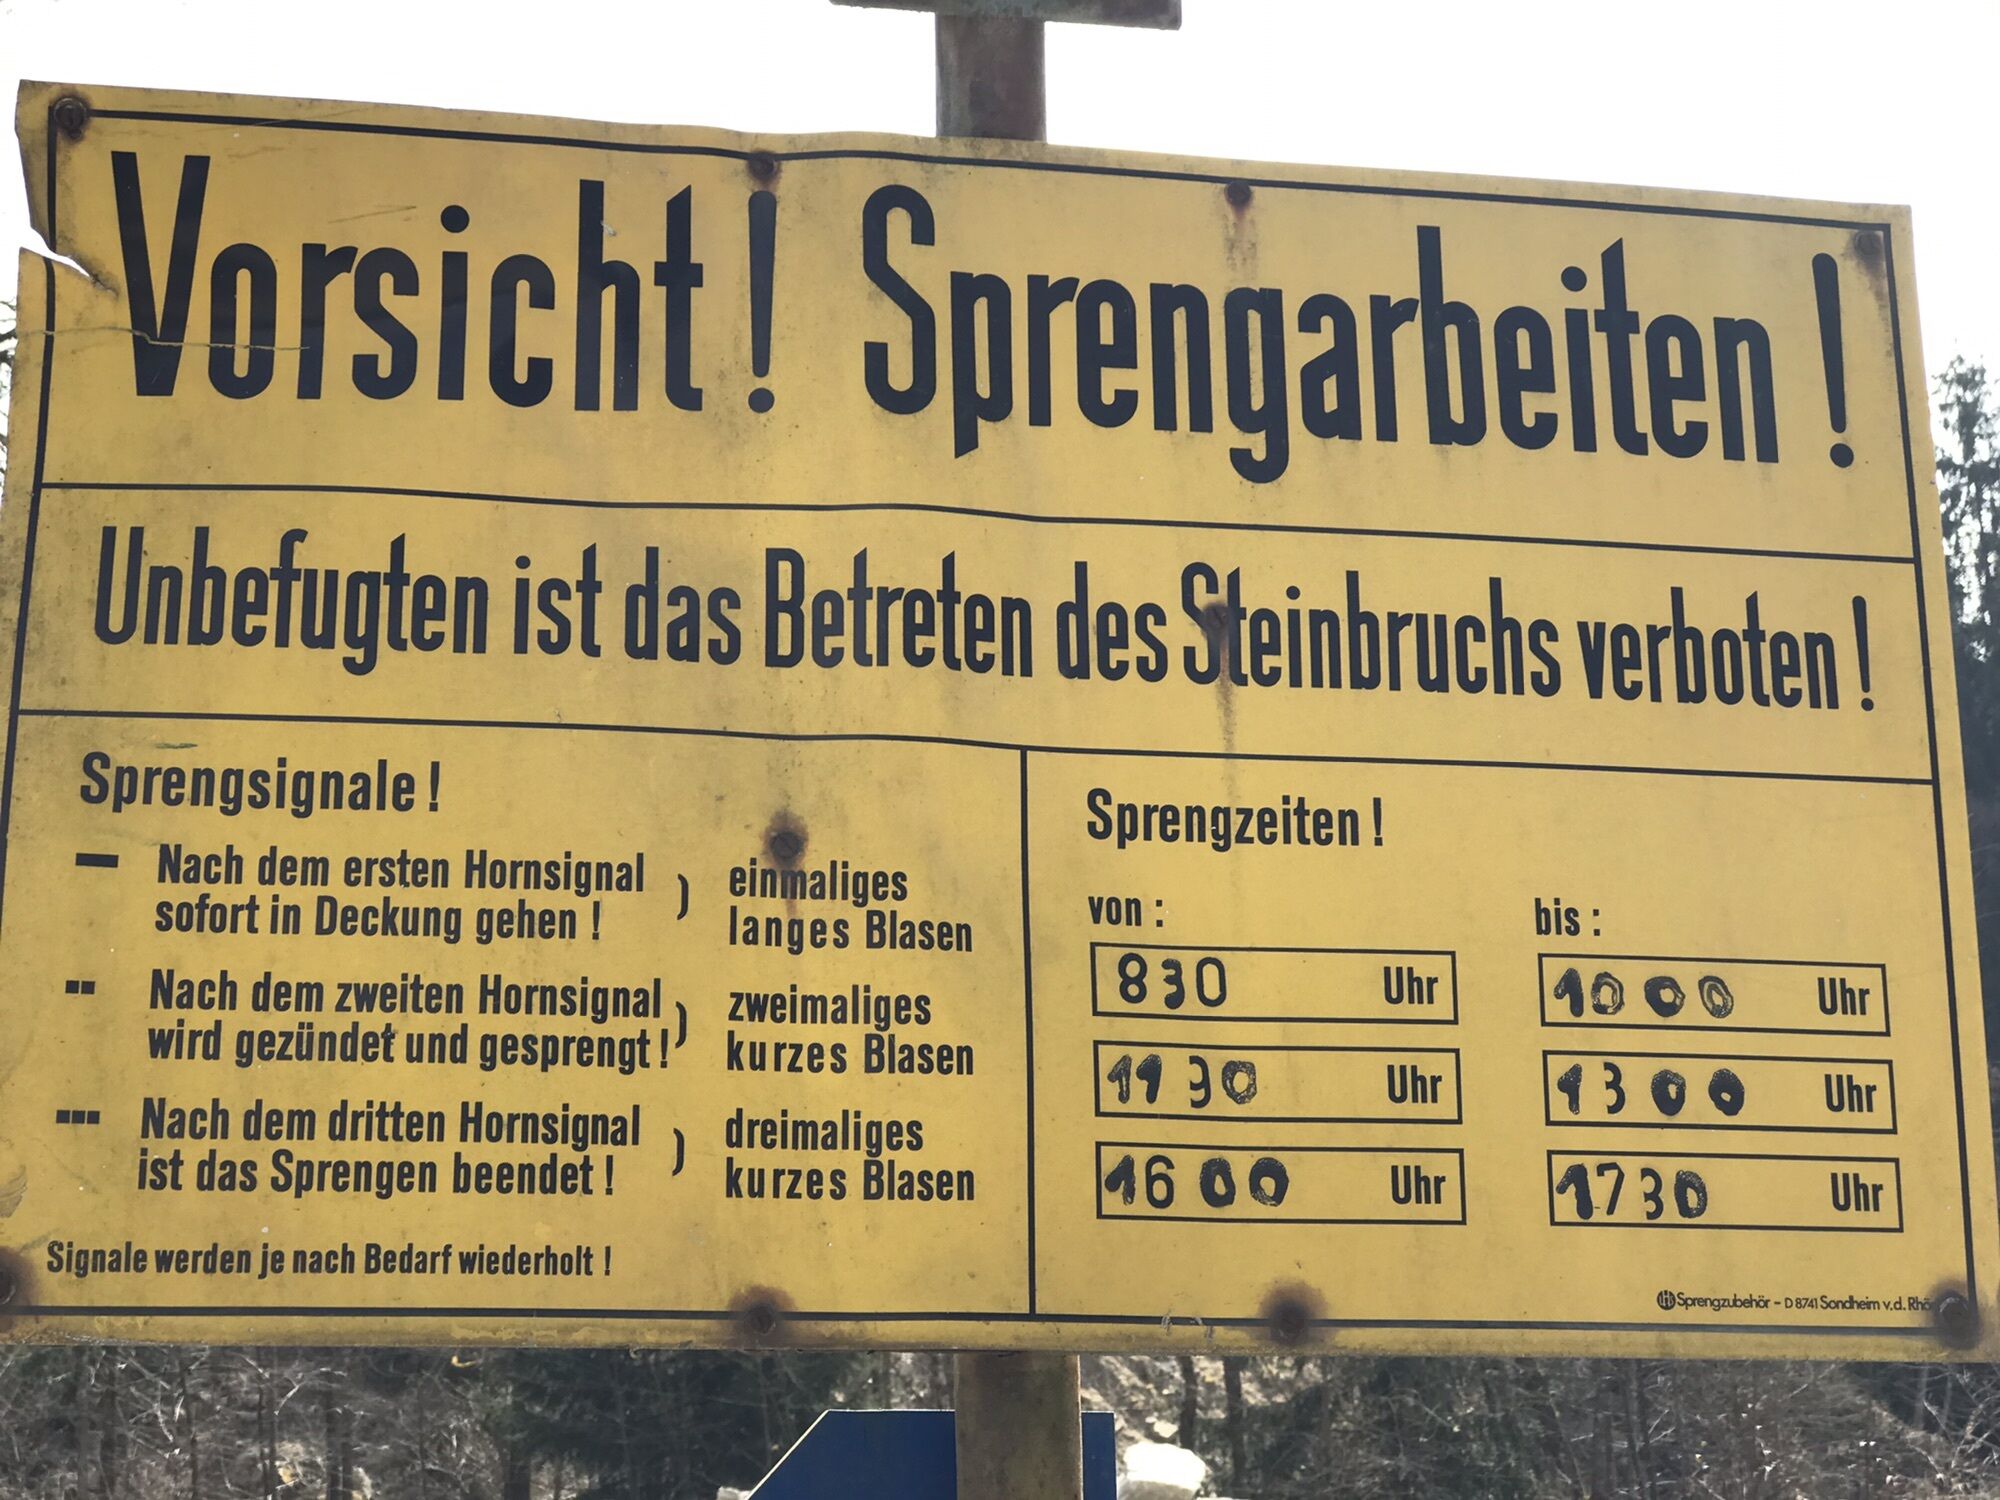 Vorsicht! Sprengarbeiten!
Unbefugten ist das Betreten des Steinbruchs verboten!
Sprengsignale!
– Nach dem ersten Hornsignal ) einmaliges
sofort in Deckung gehen! langes Blasen
-- Nach dem zweiten Hornsignal ) zweimaliges
wird gezündet und gesprengt!) kurzes Blasen
--- Nach dem dritten Hornsignal ) dreimaliges
ist das Sprengen beendet! kurzes Blasen
Signale werden je nach Bedarf wiederholt!
Sprengzeiten!
von: bis:
830 Uhr 1000 Uhr
1130 Uhr 1300 Uhr
1600 Uhr 1730 Uhr
Sprengzubehör – D 8741 Sondheim v.d.